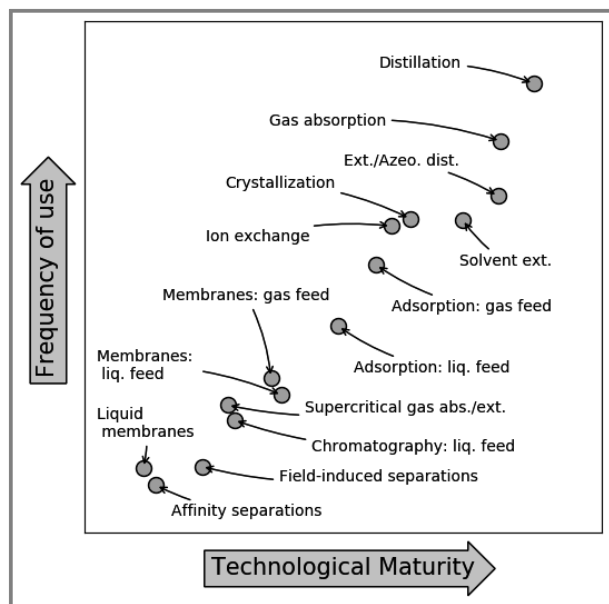 Distillation
Gas absorption
Ext./Azeo. dist.
Crystallization
Ion exchange
Solvent ext.
Membranes: gas feed
Adsorption: gas feed
Membranes:
liq. feed
Adsorption: liq. feed
Supercritical gas abs./ext.
Liquid
membranes
Chromatography: liq. feed
Field-induced separations
Affinity separations
Frequency of use
Technological Maturity